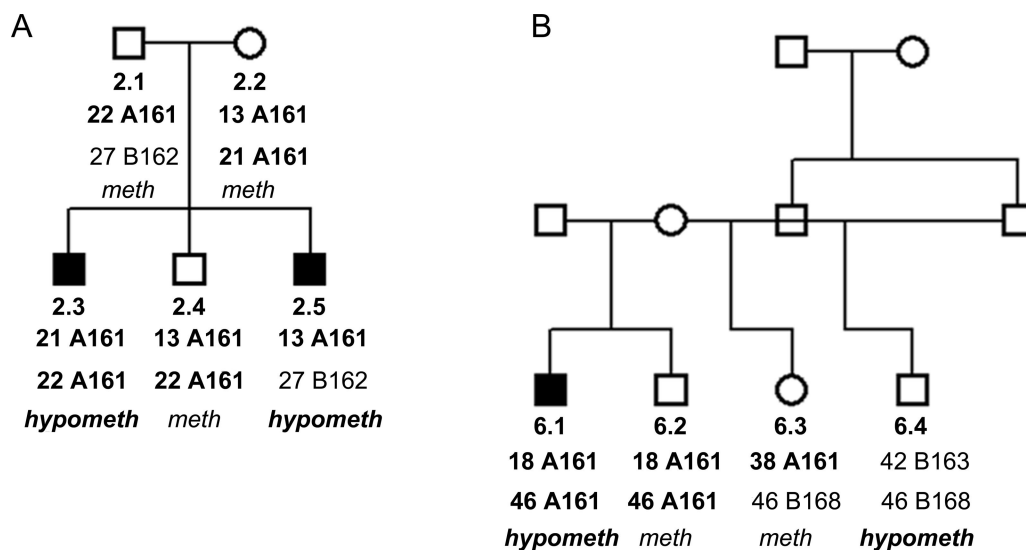 A
B
2.1 2.2
22 A161 13 A161
27 B162 21 A161
meth meth
2.3 2.4 2.5
21 A161 13 A161 13 A161
22 A161 22 A161 27 B162
hypometh meth hypometh
6.1 6.2 6.3 6.4
18 A161 18 A161 38 A161 42 B163
46 A161 46 A161 46 B168 46 B168
hypometh meth meth hypometh